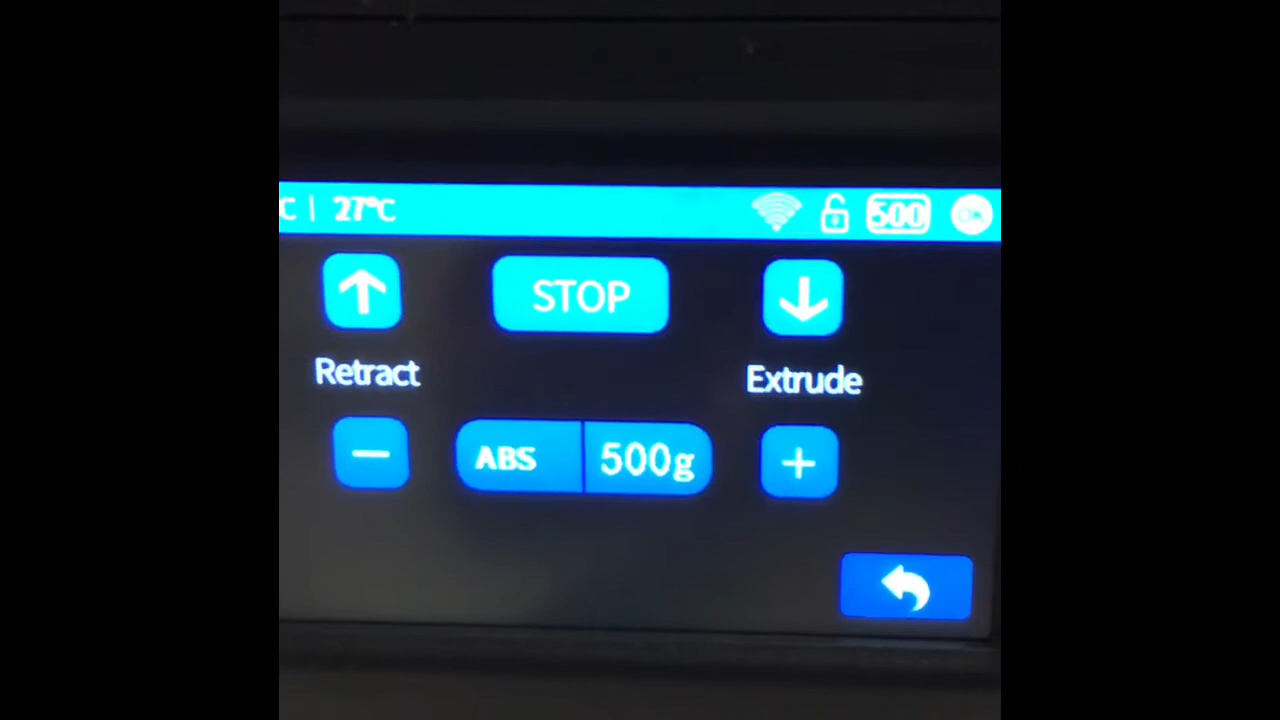 C | 27°C 500
STOP
Retract Extrude
− ABS 500g +